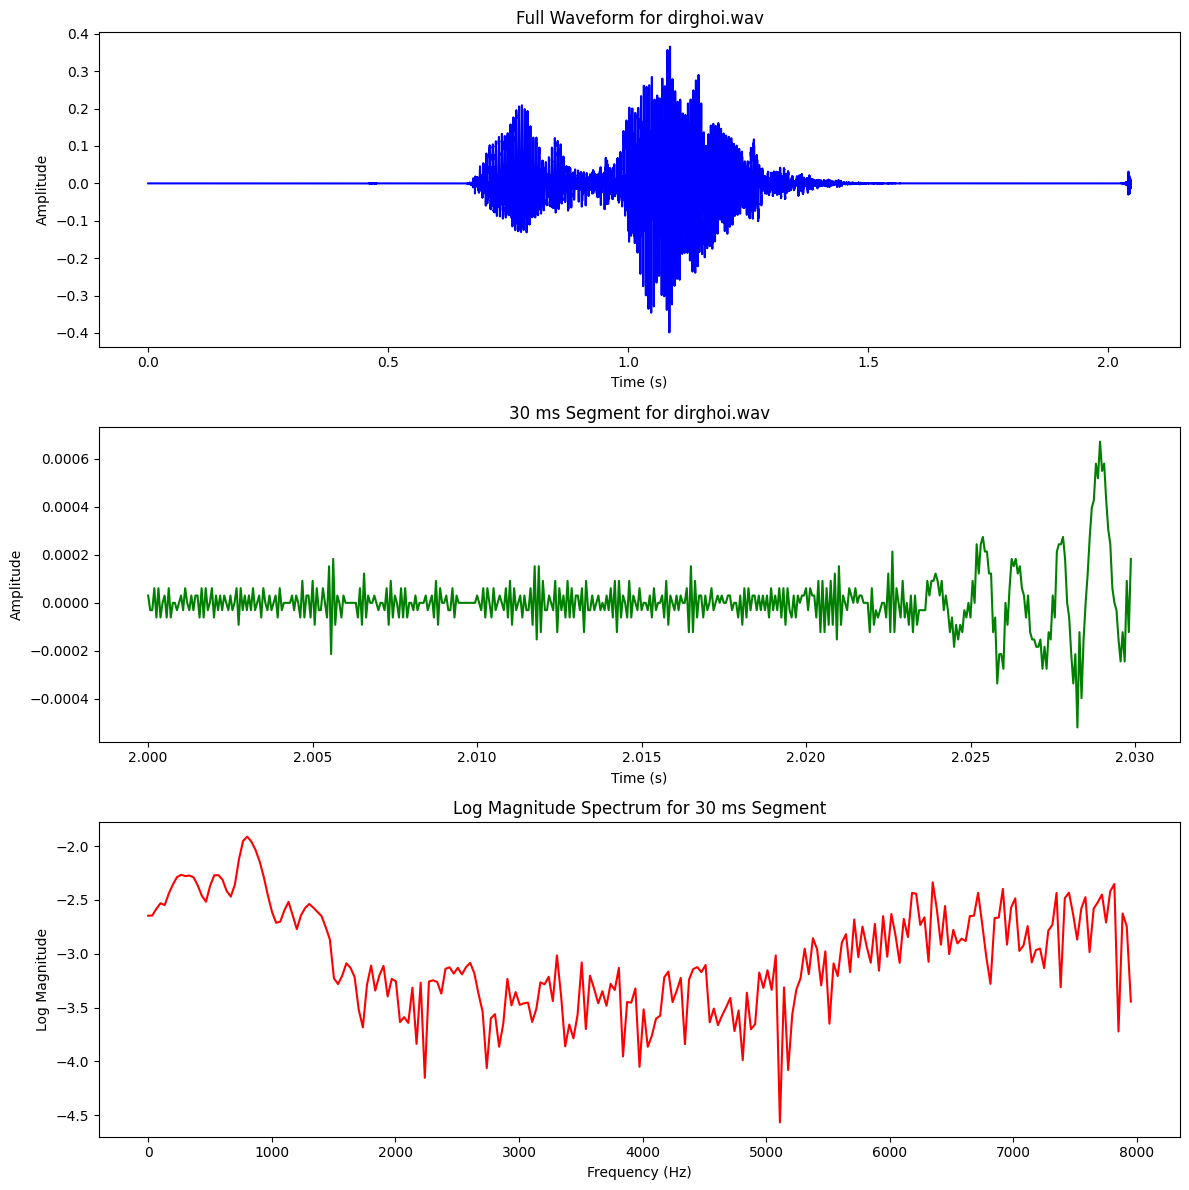 Full Waveform for dirghoi.wav
0.4
0.3
0.2
0.1
0.0
−0.1
−0.2
−0.3
−0.4
Amplitude
0.0 0.5 1.0 1.5 2.0
Time (s)
30 ms Segment for dirghoi.wav
0.0006
0.0004
0.0002
0.0000
−0.0002
−0.0004
Amplitude
2.000 2.005 2.010 2.015 2.020 2.025 2.030
Time (s)
Log Magnitude Spectrum for 30 ms Segment
−2.0
−2.5
−3.0
−3.5
−4.0
−4.5
Log Magnitude
0 1000 2000 3000 4000 5000 6000 7000 8000
Frequency (Hz)